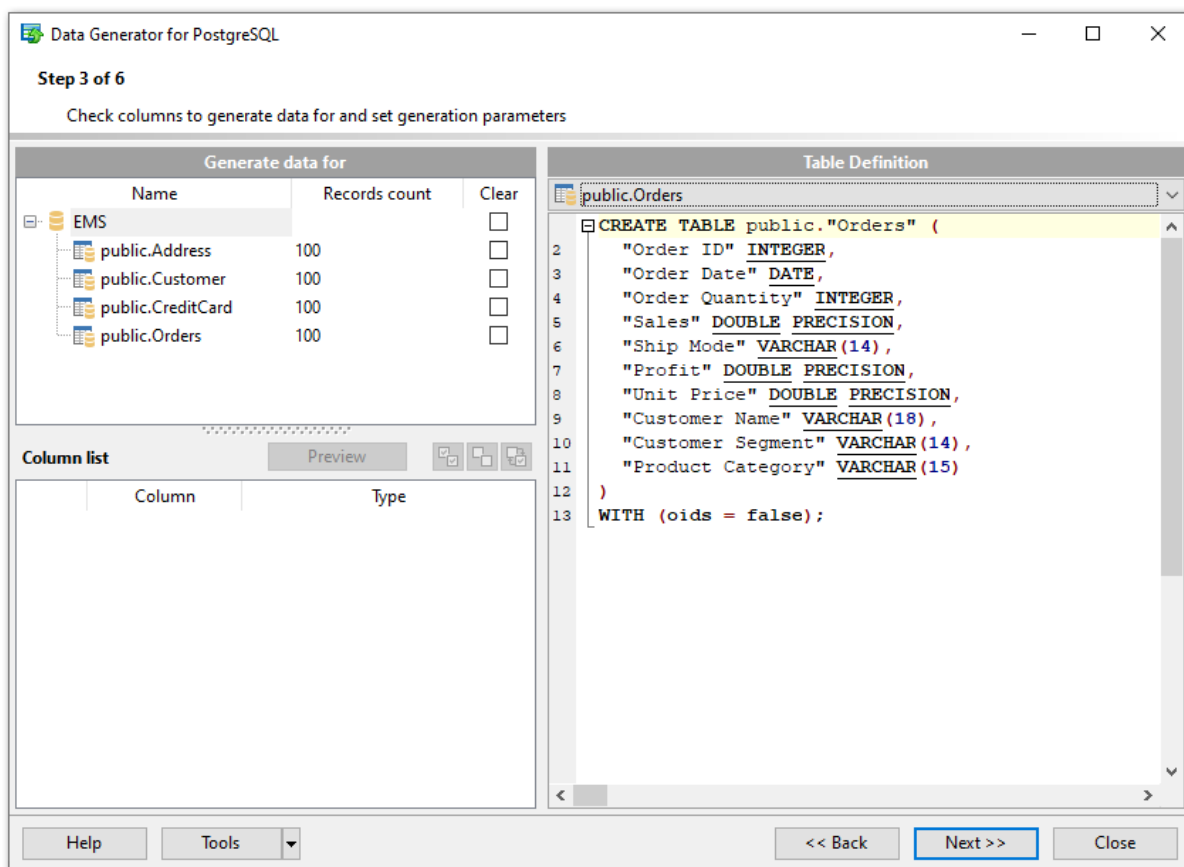 Data Generator for PostgreSQL
Step 3 of 6
Check columns to generate data for and set generation parameters
Generate data for
Name Records count Clear
EMS
public.Address 100
public.Customer 100
public.CreditCard 100
public.Orders 100
Column list Preview
Column Type
Table Definition
public.Orders
CREATE TABLE public."Orders" (
2 "Order ID" INTEGER,
3 "Order Date" DATE,
4 "Order Quantity" INTEGER,
5 "Sales" DOUBLE PRECISION,
6 "Ship Mode" VARCHAR(14),
7 "Profit" DOUBLE PRECISION,
8 "Unit Price" DOUBLE PRECISION,
9 "Customer Name" VARCHAR(18),
10 "Customer Segment" VARCHAR(14),
11 "Product Category" VARCHAR(15)
12 )
13 WITH (oids = false);
Help Tools << Back Next >> Close